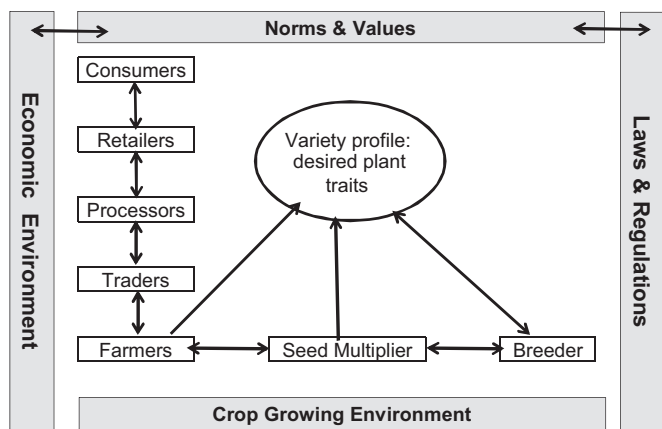 Norms & Values
Economic Environment
Laws & Regulations
Consumers
Retailers
Processors
Traders
Farmers
Variety profile:
desired plant
traits
Seed Multiplier
Breeder
Crop Growing Environment